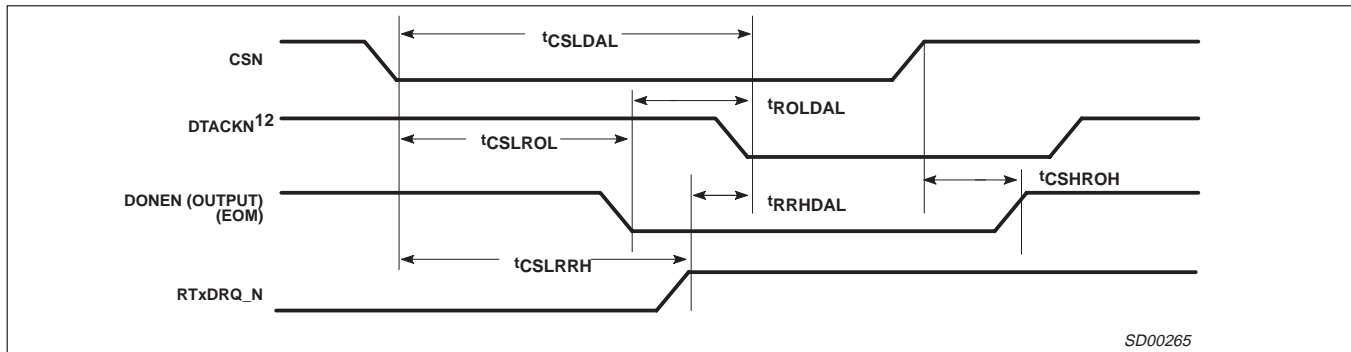 tCSLDAL
CSN
tROLDAL
DTACKN12
tCSLROL
tCSHROH
DONEN (OUTPUT)
(EOM)
tRRHDAL
tCSLRRH
RTxDRQ_N
SD00265